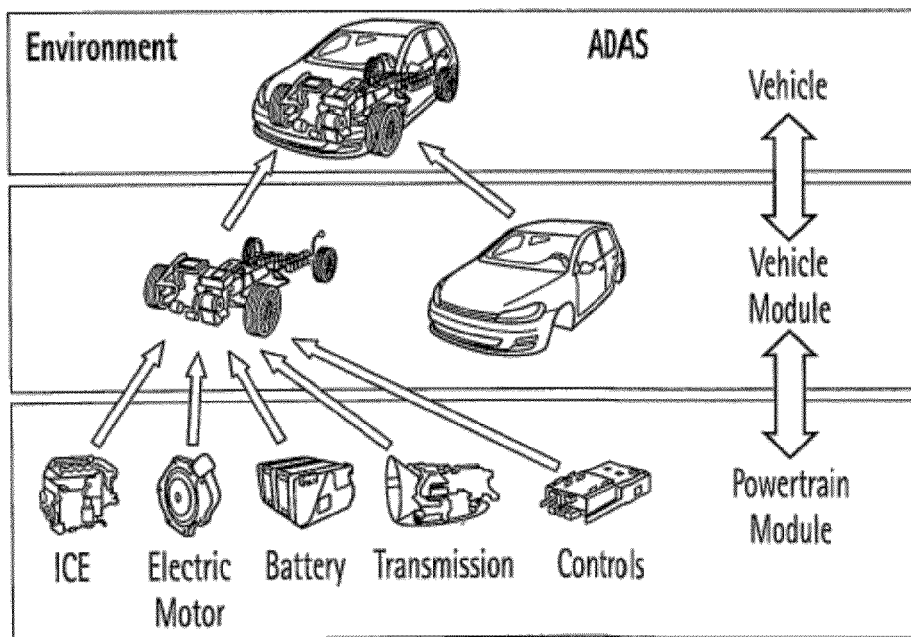 Environment
ADAS
Vehicle
Vehicle
Module
Powertrain
Module
ICE
Electric
Motor
Battery
Transmission
Controls